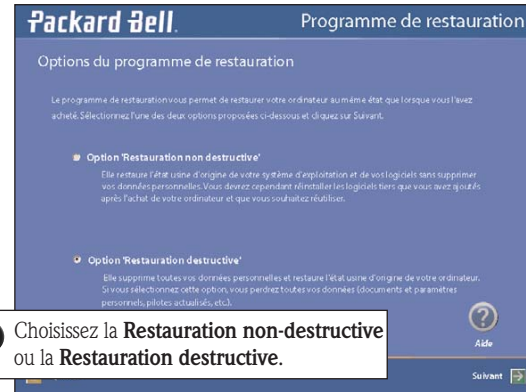 Packard Bell.
Programme de restauration
Options du programme de restauration
Le programme de restauration vous permet de restaurer votre ordinateur au même état que lorsque vous l'avez
acheté. Sélectionnez l'une des deux options proposées ci-dessous et cliquez sur Suivant.
Option 'Restauration non destructive'
Elle restaure l'état usine d'origine de votre système d'exploitation et de vos logiciels sans supprimer
vos données personnelles. Vous devrez cependant réinstaller les logiciels tiers que vous avez ajoutés
après l'achat de votre ordinateur et que vous souhaitez réutiliser.
Option 'Restauration destructive'
Elle supprime toutes vos données personnelles et restaure l'état usine d'origine de votre ordinateur.
Si vous sélectionnez cette option, vous perdrez toutes vos données (documents et paramètres
personnels, pilotes actualisés, etc.).
Choisissez la Restauration non-destructive
ou la Restauration destructive.
Aide
Suivant